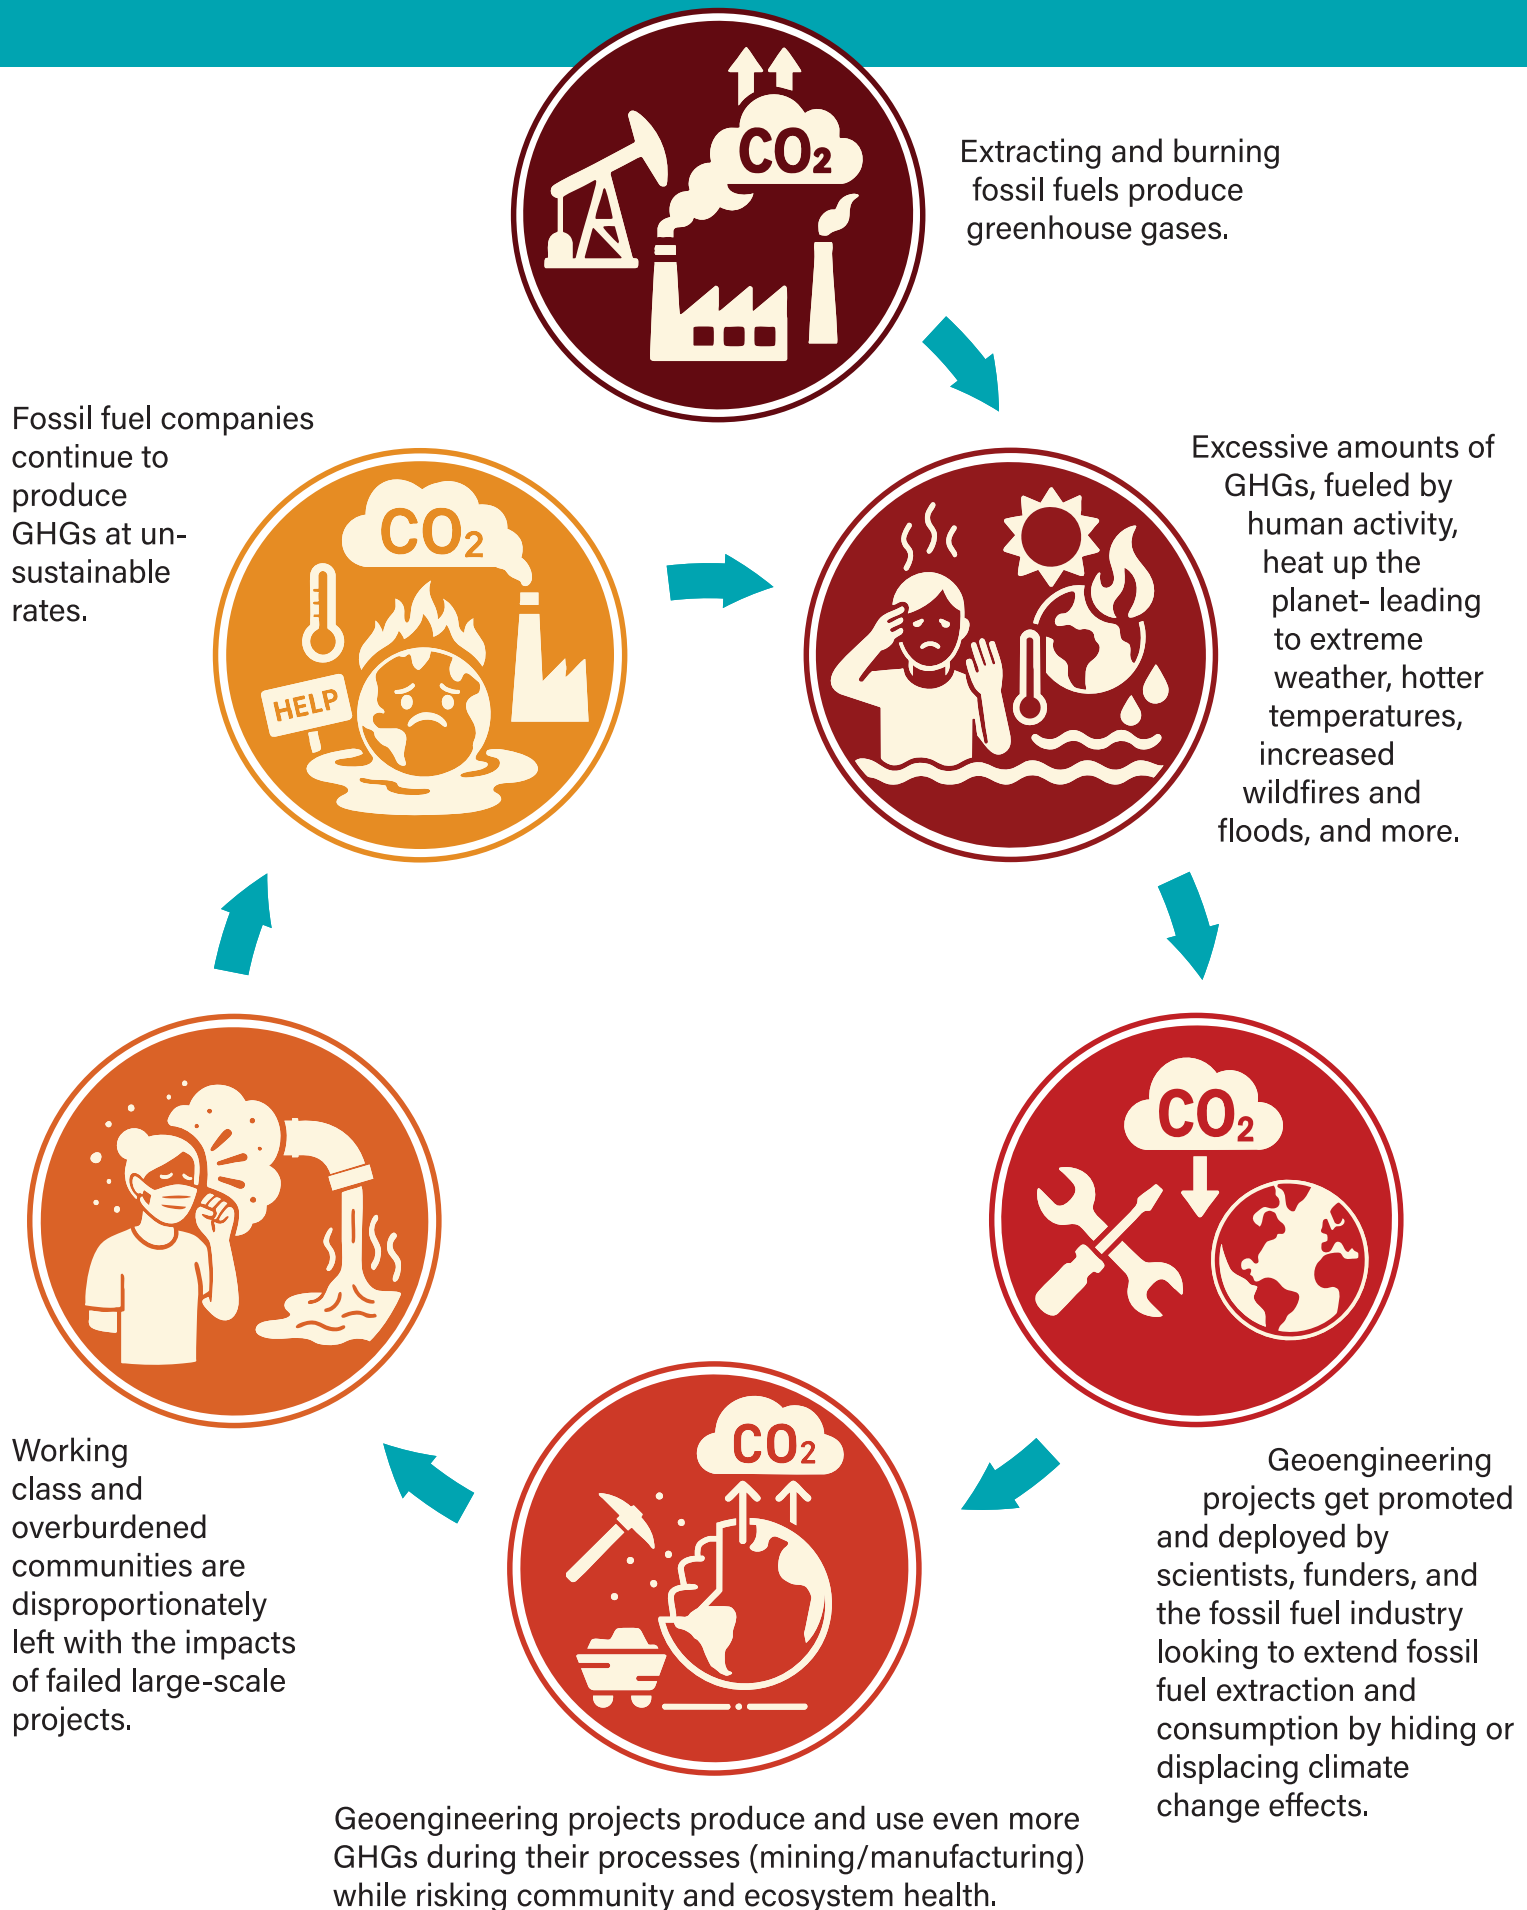 CO₂
Extracting and burning
fossil fuels produce
greenhouse gases.
Excessive amounts of
GHGs, fueled by
human activity,
heat up the
planet- leading
to extreme
weather, hotter
temperatures,
increased
wildfires and
floods, and more.
CO₂
Geoengineering
projects get promoted
and deployed by
scientists, funders, and
the fossil fuel industry
looking to extend fossil
fuel extraction and
consumption by hiding or
displacing climate
change effects.
CO₂
Geoengineering projects produce and use even more
GHGs during their processes (mining/manufacturing)
while risking community and ecosystem health.
Working
class and
overburdened
communities are
disproportionately
left with the impacts
of failed large-scale
projects.
Fossil fuel companies
continue to
produce
GHGs at un-
sustainable
rates.
CO₂
HELP